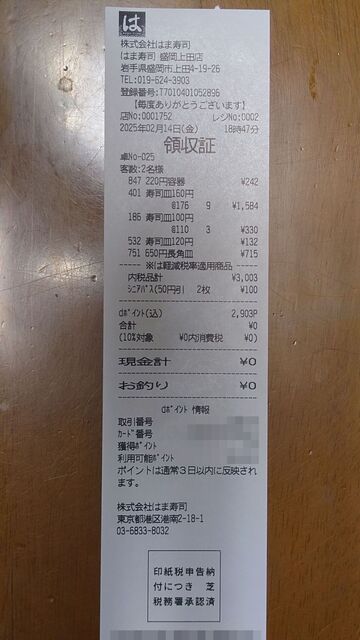 は
株式会社はま寿司
はま寿司 盛岡上田店
岩手県盛岡市上田4-19-26
TEL:019-624-3903
登録番号:T7010401052896
【毎度ありがとうございます】
店No:0001752 レジNo:0002
2025年02月14日(金) 18時47分
領収証
卓No-025
客数:2名様
847 220円容器 ¥242
401 寿司皿160円
@176 9 ¥1,584
186 寿司皿100円
@110 3 ¥330
532 寿司皿120円 ¥132
751 650円長角皿 ¥715
----- ※は軽減税率適用商品 -----
内税品計 ¥3,003
ｼﾆｱﾊﾟｽ(50円引 2枚 ¥100
dﾎﾟｲﾝﾄ(込) 2,903P
合計 ¥0
(10%対象 ¥0内消費税 ¥0)
現金計 ¥0
お釣り ¥0
dﾎﾟｲﾝﾄ 情報
取引番号
ｶｰﾄﾞ番号
獲得ﾎﾟｲﾝﾄ
利用可能ﾎﾟｲﾝﾄ
ポイントは通常３日以内に反映されます。
株式会社はま寿司
東京都港区港南2-18-1
03-6833-8032
印紙税申告納
付につき 芝
税務署承認済